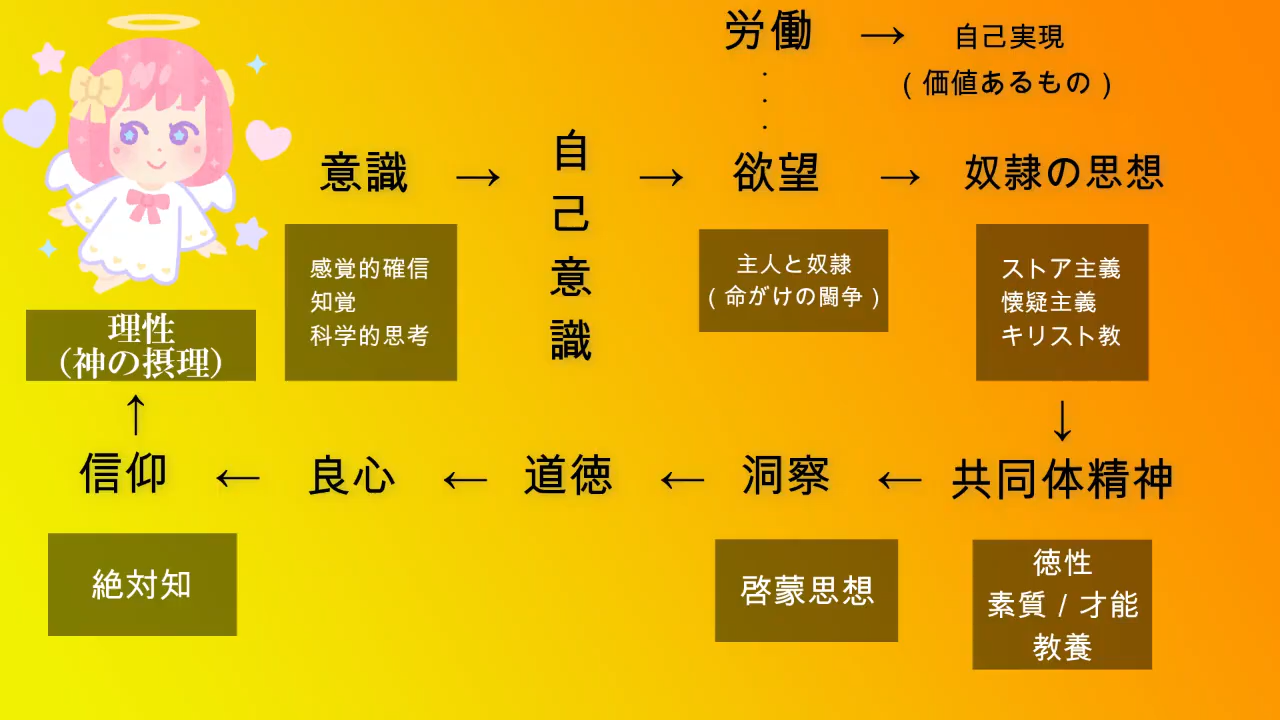 労働 → 自己実現
( 価値あるもの )
意識 → 自己意識 → 欲望 → 奴隷の思想
感覚的確信
知覚
科学的思考
主人と奴隷
( 命がけの闘争 )
ストア主義
懐疑主義
キリスト教
理性
(神の摂理)
↑
↓
信仰 ← 良心 ← 道徳 ← 洞察 ← 共同体精神
絶対知
啓蒙思想
徳性
素質 / 才能
教養